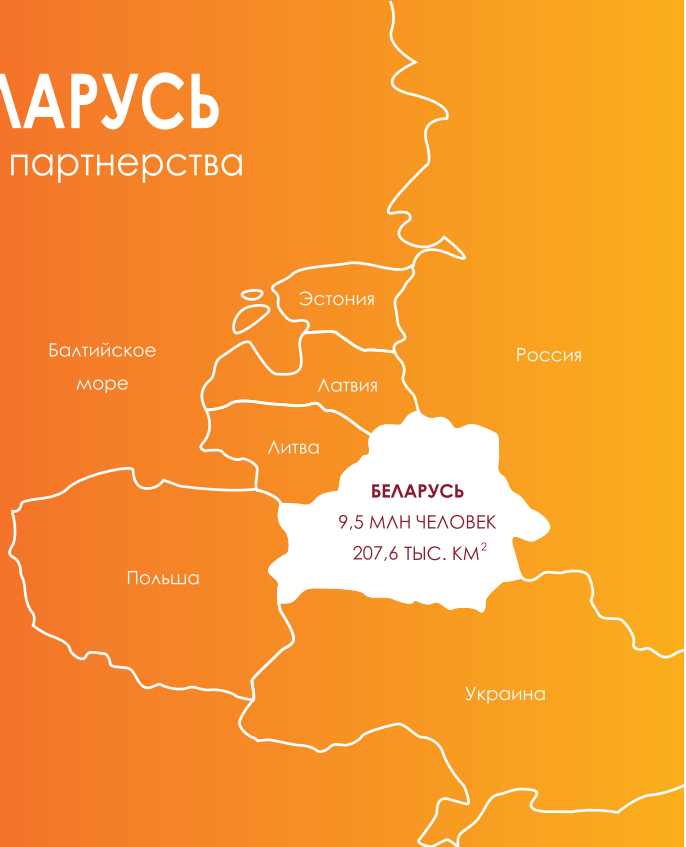 ЛАРУСЬ
партнерства
Эстония
Балтийское
море
Россия
Латвия
Литва
БЕЛАРУСЬ
9,5 МЛН ЧЕЛОВЕК
207,6 ТЫС. КМ²
Польша
Украина